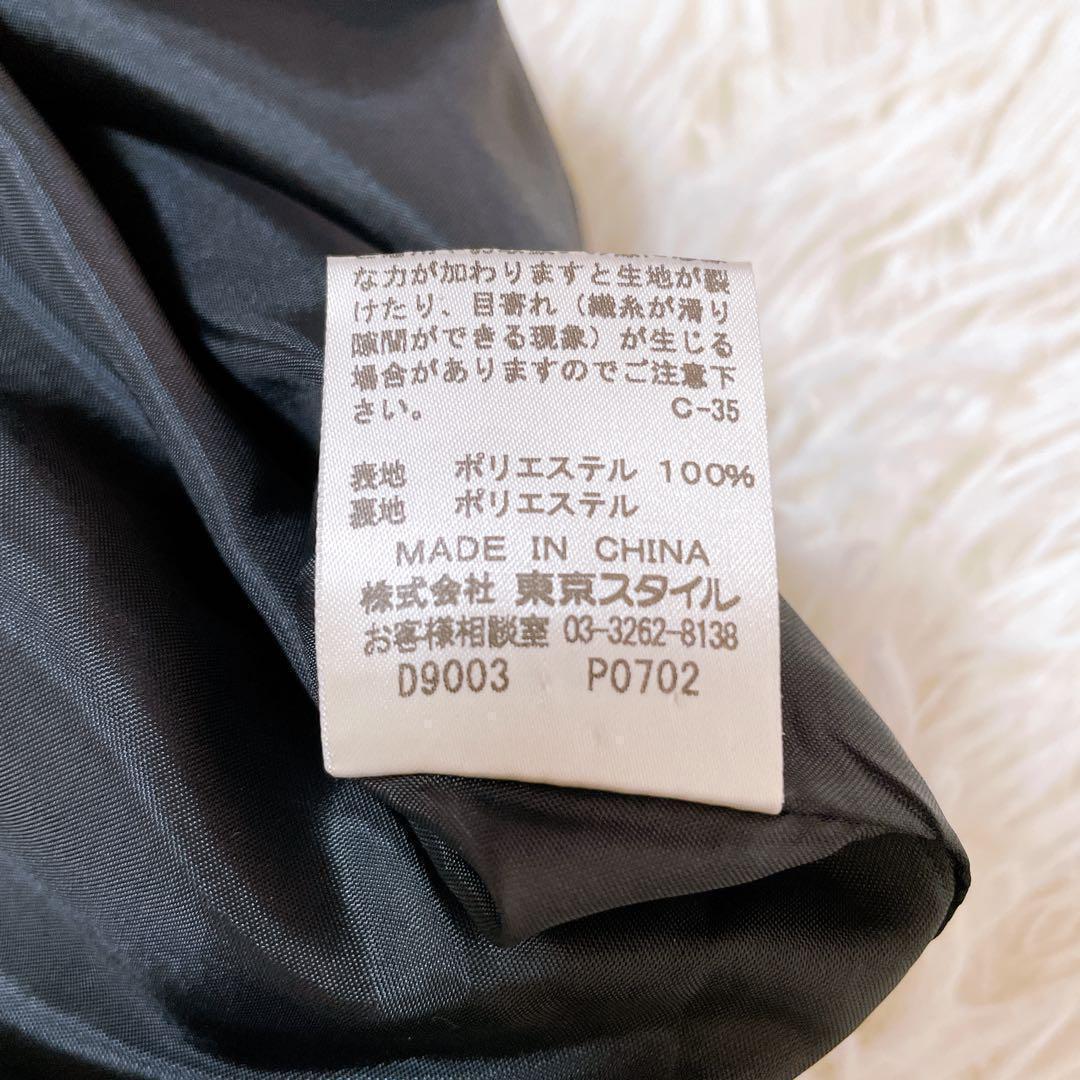 な力が加わりますと生地が裂
けたり、目寄れ（織糸が滑り
隙間ができる現象）が生じる
場合がありますのでご注意下
さい。 C-35
表地 ポリエステル 100%
裏地 ポリエステル
MADE IN CHINA
株式会社 東京スタイル
お客様相談室 03-3262-8138
D9003 P0702